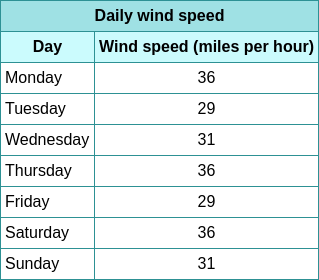 Daily wind speed
Day Wind speed (miles per hour)
Monday 36
Tuesday 29
Wednesday 31
Thursday 36
Friday 29
Saturday 36
Sunday 31